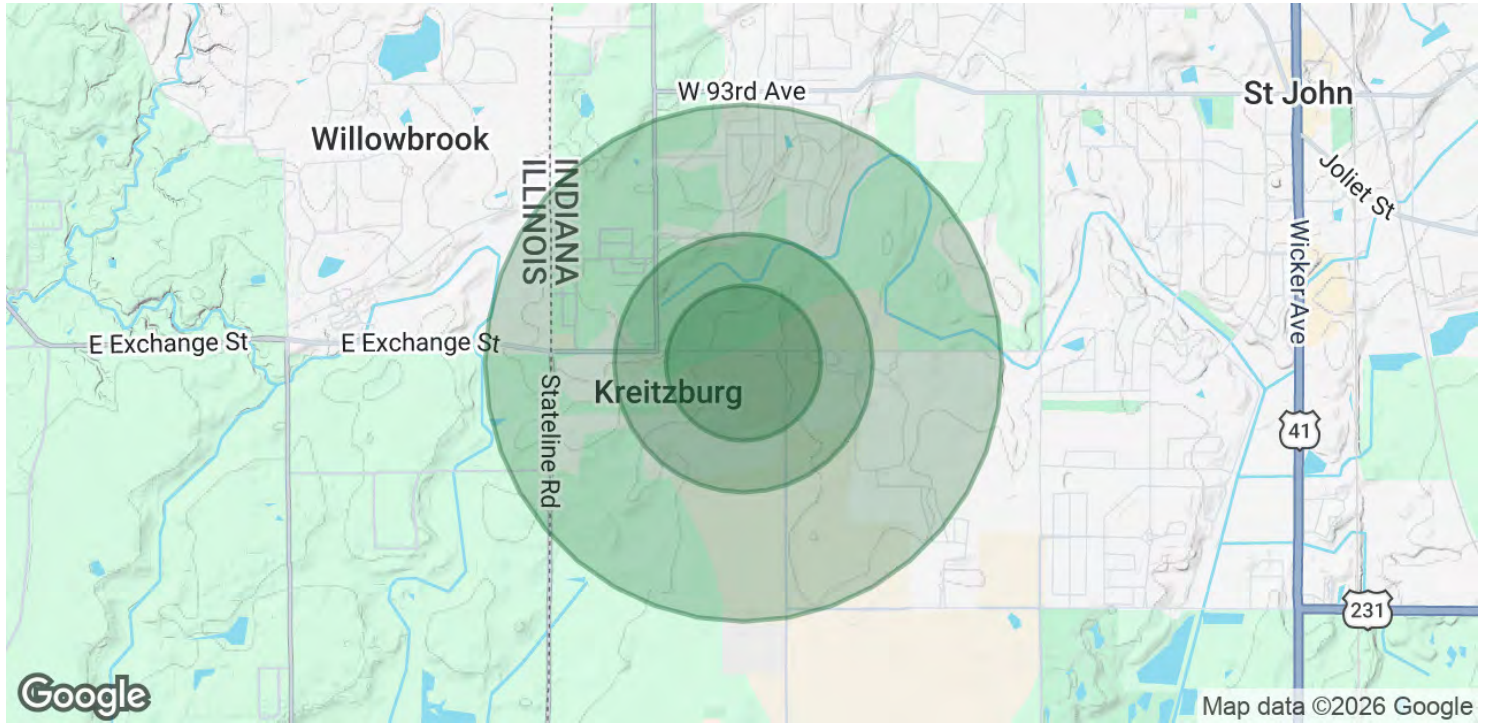 W 93rd Ave
St John
Willowbrook
Joliet St
INDIANA
ILLINOIS
Wicker Ave
E Exchange St
E Exchange St
Kreitzburg
Stateline Rd
41
231
Google
Map data ©2026 Google